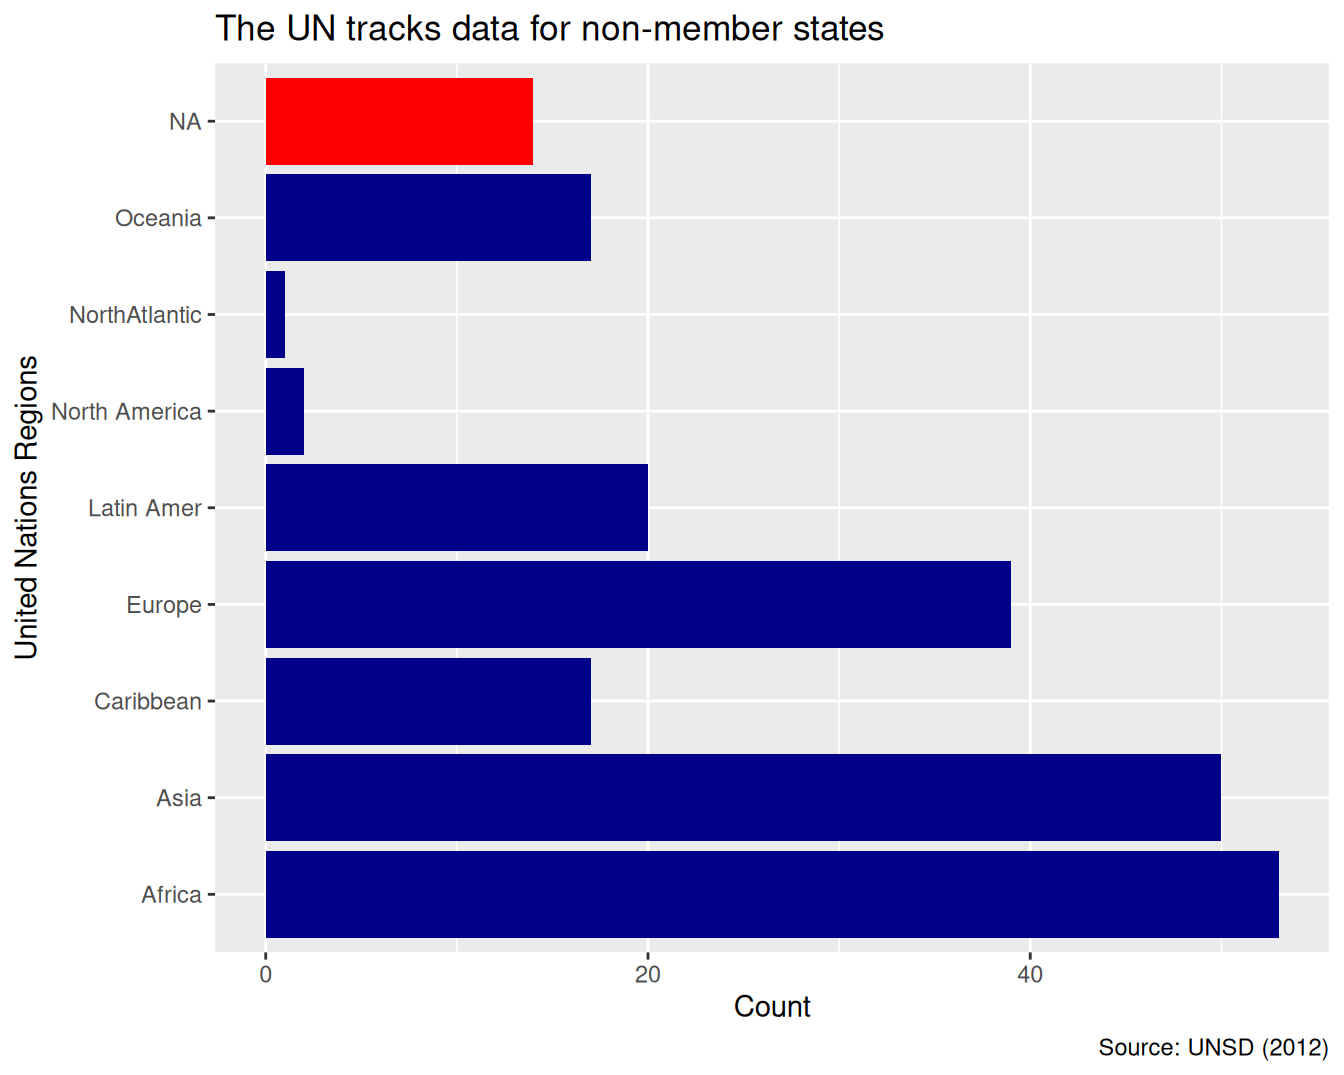 The UN tracks data for non-member states
NA
Oceania
NorthAtlantic
North America
Latin Amer
Europe
Caribbean
Asia
Africa
United Nations Regions
0 20 40
Count
Source: UNSD (2012)